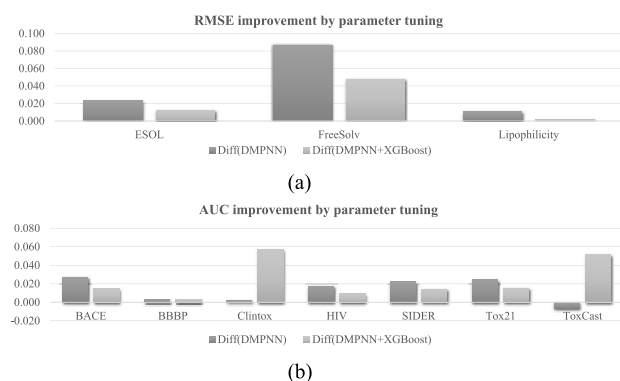 RMSE improvement by parameter tuning
0.100
0.080
0.060
0.040
0.020
0.000
ESOL FreeSolv Lipophilicity
Diff(DMPNN) Diff(DMPNN+XGBoost)
(a)
AUC improvement by parameter tuning
0.080
0.060
0.040
0.020
0.000
-0.020
BACE BBBP Clintox HIV SIDER Tox21 ToxCast
Diff(DMPNN) Diff(DMPNN+XGBoost)
(b)